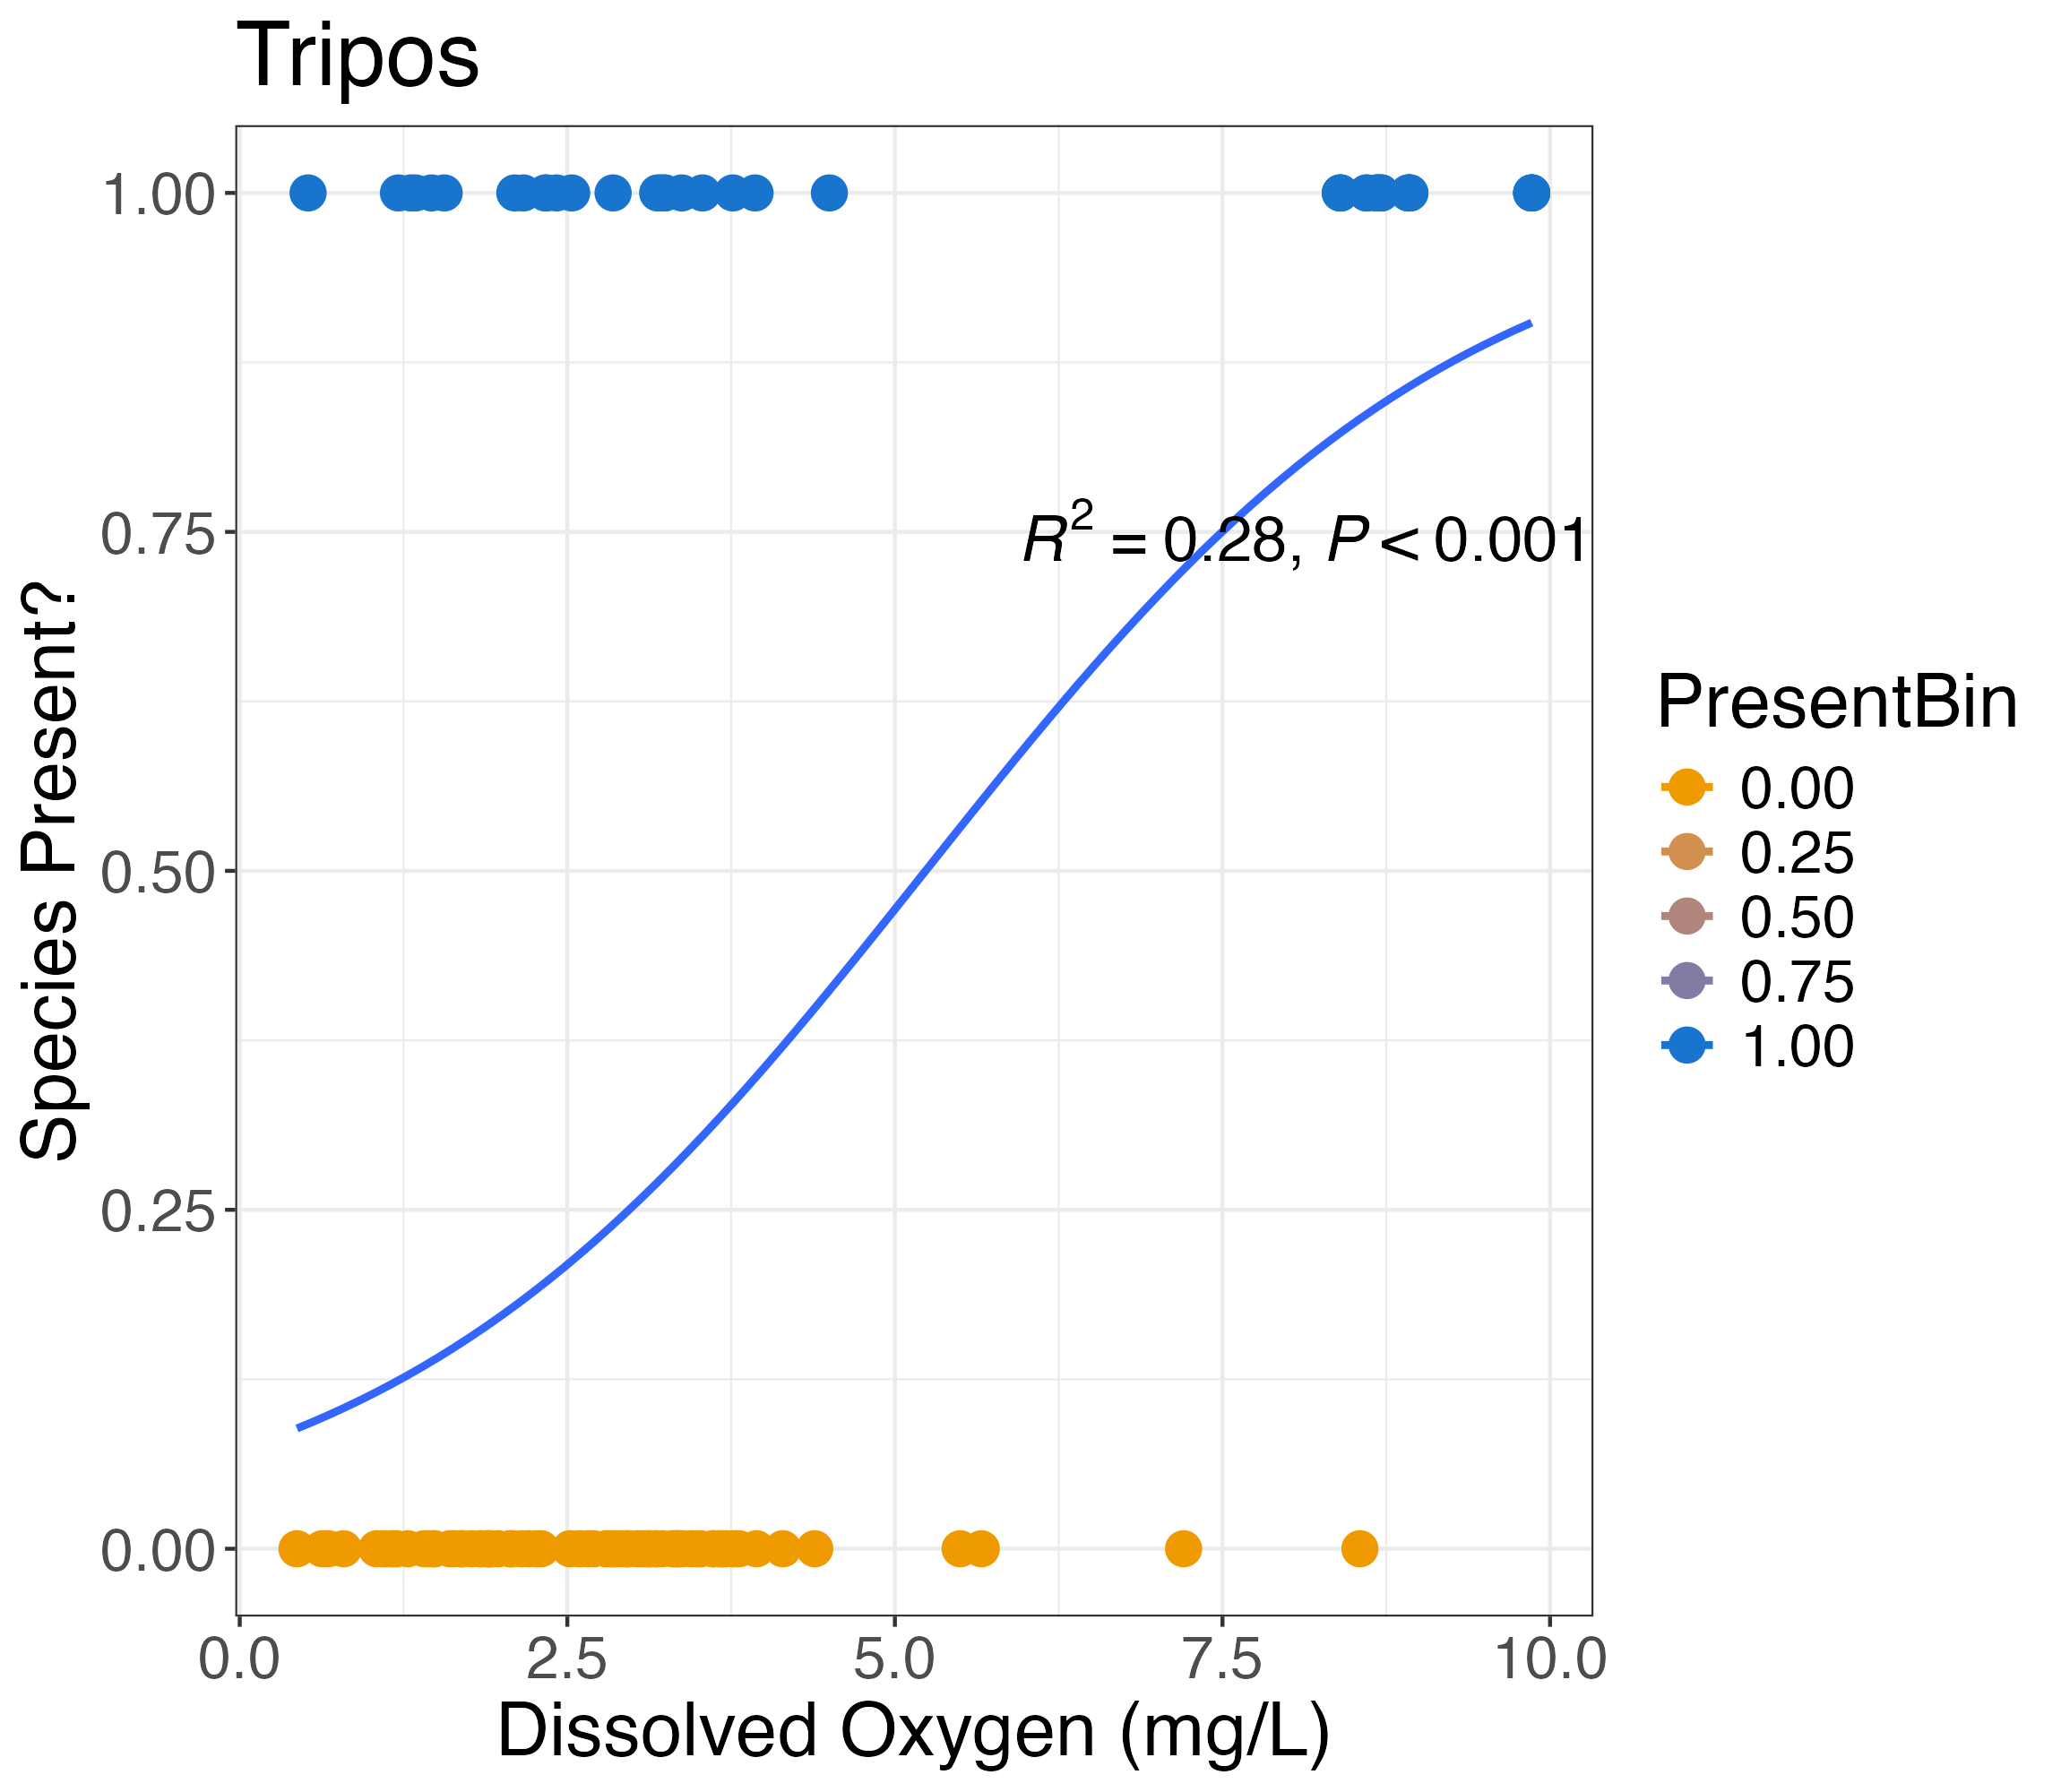 Tripos
1.00
0.75
0.50
0.25
0.00
Species Present?
R² = 0.28, P < 0.001
0.0 2.5 5.0 7.5 10.0
Dissolved Oxygen (mg/L)
PresentBin
0.00
0.25
0.50
0.75
1.00